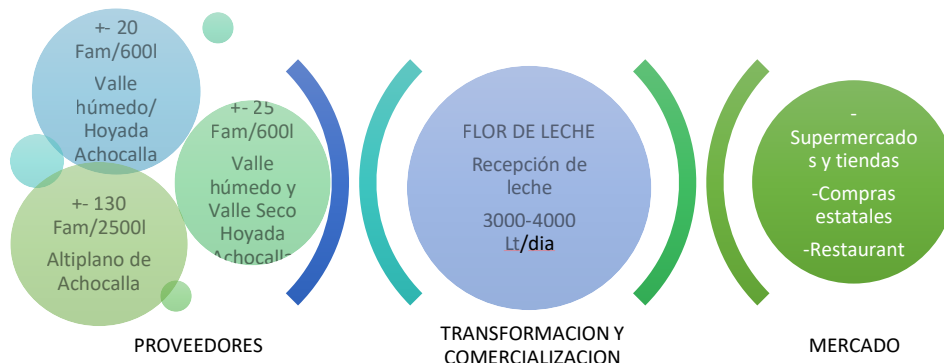 +- 20
Fam/600l
Valle
húmedo/
Hoyada
Achocalla
+- 25
Fam/600l
Valle
húmedo y
Valle Seco
Hoyada
Achocalla
+- 130
Fam/2500l
Altiplano de
Achocalla
PROVEEDORES
FLOR DE LECHE
Recepción de
leche
3000-4000
Lt/dia
TRANSFORMACION Y
COMERCIALIZACION
-
Supermercado
s y tiendas
-Compras
estatales
-Restaurant
MERCADO